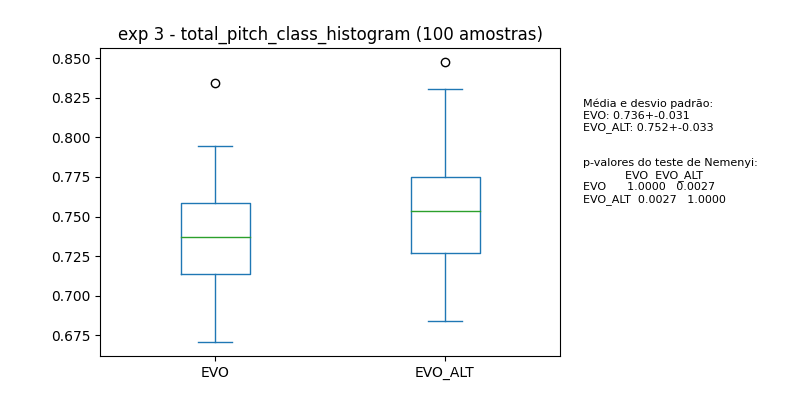 exp 3 - total_pitch_class_histogram (100 amostras)
0.850
0.825
0.800
0.775
0.750
0.725
0.700
0.675
EVO
EVO_ALT
Média e desvio padrão:
EVO: 0.736+-0.031
EVO_ALT: 0.752+-0.033
p-valores do teste de Nemenyi:
EVO EVO_ALT
EVO 1.0000 0.0027
EVO_ALT 0.0027 1.0000